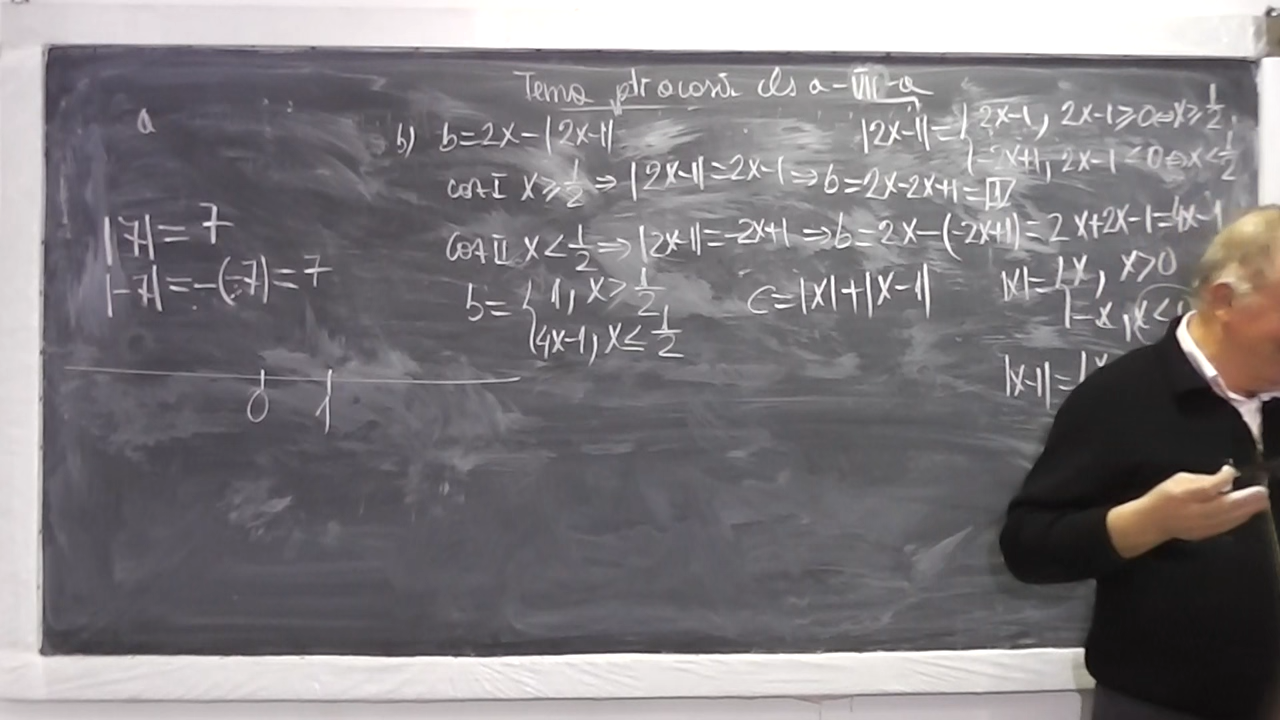 Tema ptr acasă cls a-VII-a
a
b) b=2x-|2x-1|
|2x-1|={2x-1, 2x-1≥0⇔x≥1/2
-2x+1, 2x-1<0⇔x<1/2
caz I x≥1/2⇒|2x-1|=2x-1⇒b=2x-2x+1=1
caz II x<1/2⇒|2x-1|=-2x+1⇒b=2x-(-2x+1)=2x+2x-1=4x-1
b={1, x>1/2
4x-1, x≤1/2
c=|x|+|x-1|
|x|={x, x>0
-x, x<
|x-1|={x
|7|=7
|-7|=-(-7)=7
0 1